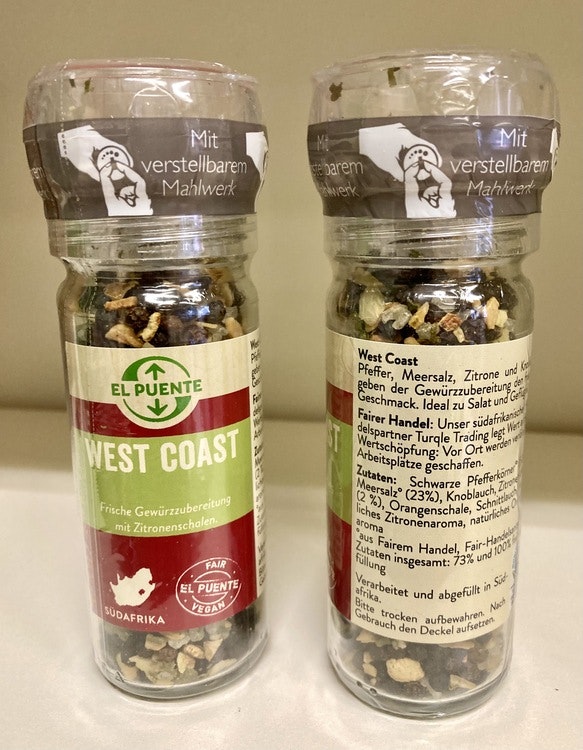 Mit
verstellbarem
Mahlwerk
EL PUENTE
WEST COAST
Frische Gewürzzubereitung
mit Zitronenschalen.
SÜDAFRIKA
FAIR
EL PUENTE
VEGAN
Mit
verstellbarem
Mahlwerk
West Coast
Pfeffer, Meersalz, Zitrone und
geben der Gewürzzubereitung
Geschmack. Ideal zu Salat und
Fairer Handel: Unser südafrikanischer
delspartner Turqle Trading legt Wert
Wertschöpfung: Vor Ort werden
Arbeitsplätze geschaffen.
Zutaten: Schwarze Pfefferkörner
Meersalz° (23%), Knoblauch,
(2 %), Orangenschale, Schnittlauch
liches Zitronenaroma, natürliches
aroma
°aus Fairem Handel,
Zutaten insgesamt: 73% und 100%
füllung
Verarbeitet und abgefüllt in Süd-
afrika.
Bitte trocken aufbewahren. Nach
Gebrauch den Deckel aufsetzen.